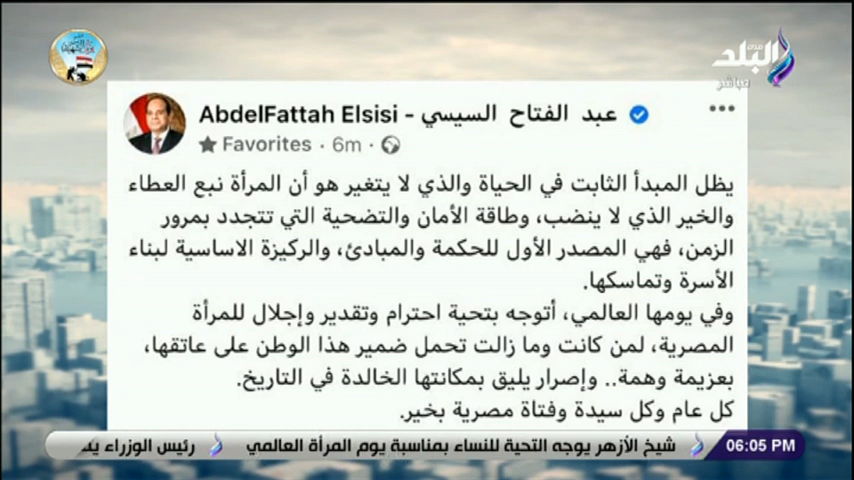 صدى
البلد
مباشر
AbdelFattah Elsisi - عبد الفتاح السيسي
Favorites · 6m ·
يظل المبدأ الثابت في الحياة والذي لا يتغير هو أن المرأة نبع العطاء
والخير الذي لا ينضب، وطاقة الأمان والتضحية التي تتجدد بمرور
الزمن، فهي المصدر الأول للحكمة والمبادئ، والركيزة الاساسية لبناء
الأسرة وتماسكها.
وفي يومها العالمي، أتوجه بتحية احترام وتقدير وإجلال للمرأة
المصرية، لمن كانت وما زالت تحمل ضمير هذا الوطن على عاتقها،
بعزيمة وهمة.. وإصرار يليق بمكانتها الخالدة في التاريخ.
كل عام وكل سيدة وفتاة مصرية بخير.
06:05 PM
شيخ الأزهر يوجه التحية للنساء بمناسبة يوم المرأة العالمي
رئيس الوزراء